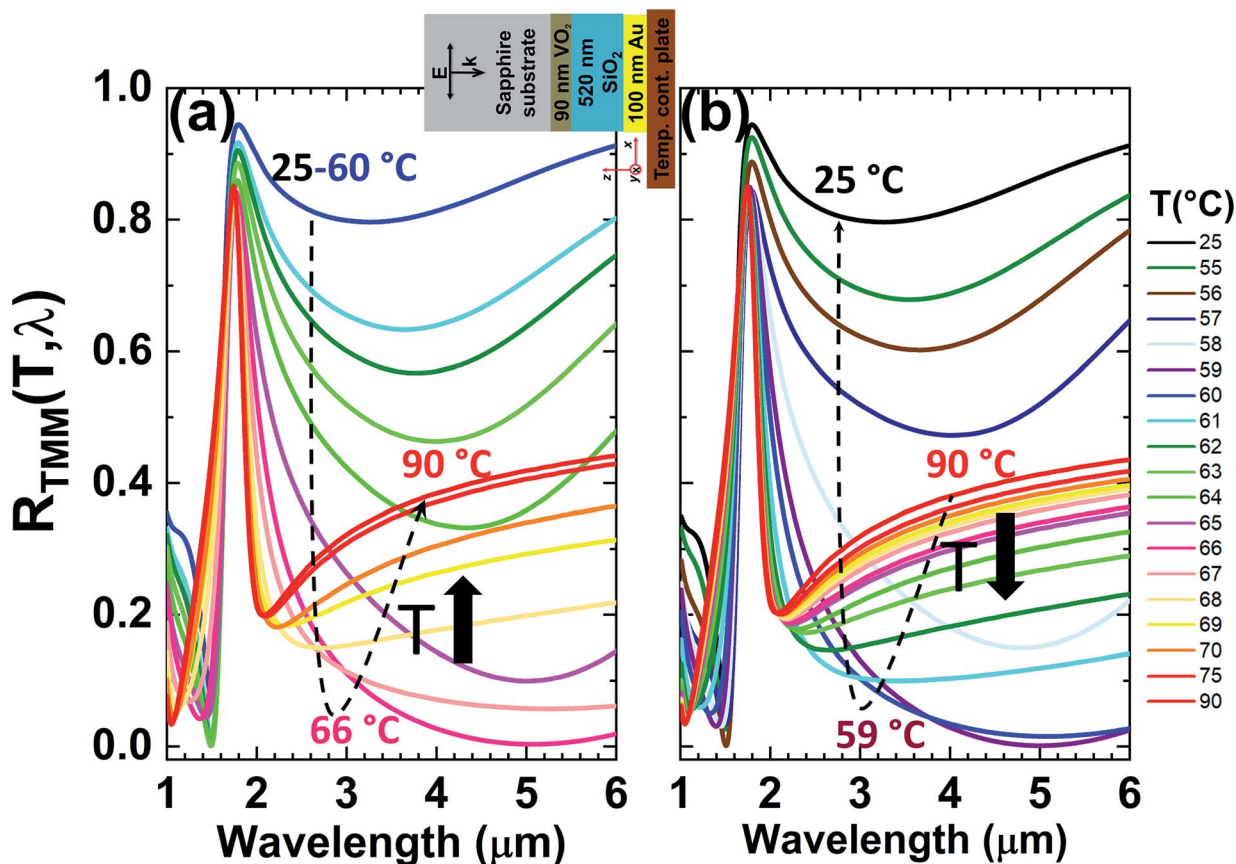 E
k
Sapphire
substrate
90 nm VO2
520 nm
SiO2
100 nm Au
Temp. cont. plate
x
z
y
(a)
25-60 °C
90 °C
T
66 °C
1.0
0.8
0.6
0.4
0.2
0.0
RTMM(T,λ)
1 2 3 4 5 6
Wavelength (μm)
(b)
25 °C
90 °C
T
59 °C
1 2 3 4 5 6
Wavelength (μm)
T(°C)
25
55
56
57
58
59
60
61
62
63
64
65
66
67
68
69
70
75
90